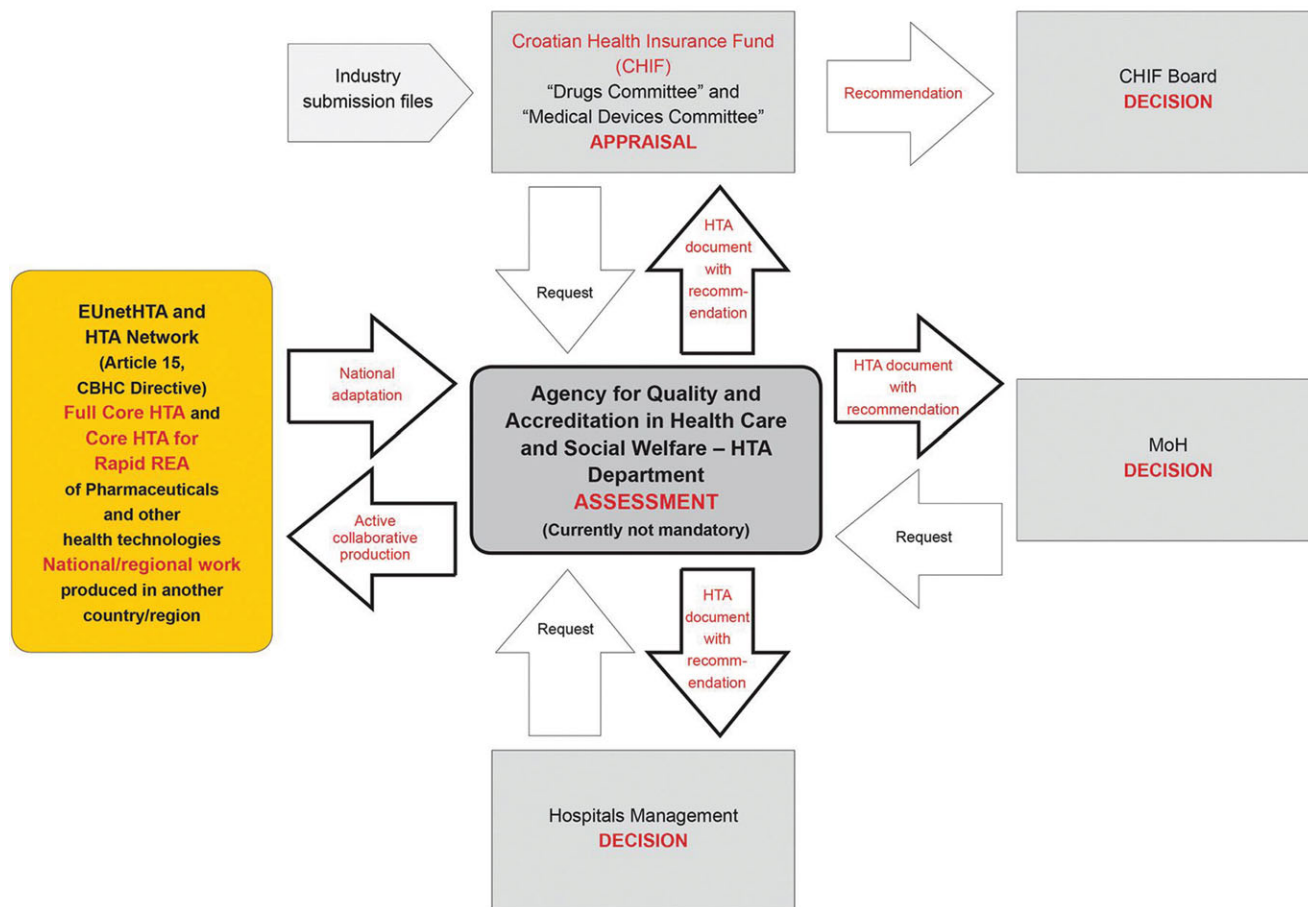 Industry
submission files
Croatian Health Insurance Fund
(CHIF)
“Drugs Committee” and
“Medical Devices Committee”
APPRAISAL
Recommendation
CHIF Board
DECISION
Request
HTA
document
with
recomm-
endation
EUnetHTA and
HTA Network
(Article 15,
CBHC Directive)
Full Core HTA and
Core HTA for
Rapid REA
of Pharmaceuticals
and other
health technologies
National/regional work
produced in another
country/region
National
adaptation
Active
collaborative
production
Agency for Quality and
Accreditation in Health Care
and Social Welfare – HTA
Department
ASSESSMENT
(Currently not mandatory)
HTA document
with
recommendation
Request
MoH
DECISION
Request
HTA
document
with
recomm-
endation
Hospitals Management
DECISION